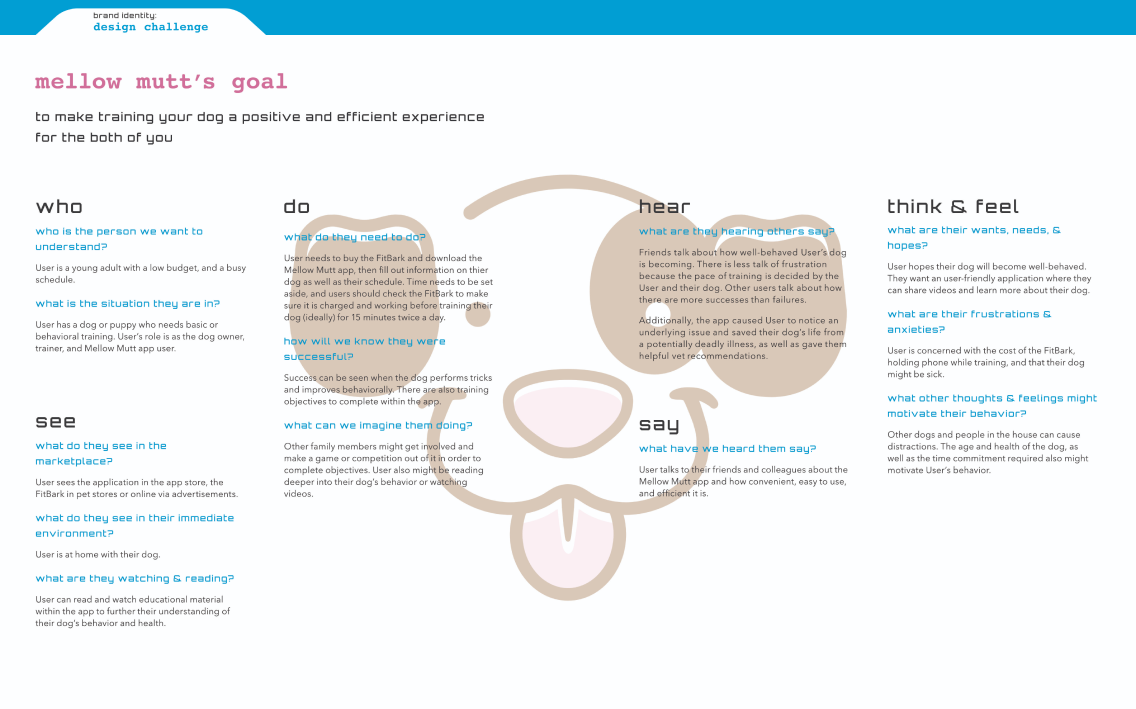 brand identity:
design challenge
mellow mutt's goal
to make training your dog a positive and efficient experience
for the both of you
who
who is the person we want to
understand?
User is a young adult with a low budget, and a busy
schedule.
what is the situation they are in?
User has a dog or puppy who needs basic or
behavioral training. User's role is as the dog owner,
trainer, and Mellow Mutt app user.
see
what do they see in the
marketplace?
User sees the application in the app store, the
FitBark in pet stores or online via advertisements.
what do they see in their immediate
environment?
User is at home with their dog.
what are they watching & reading?
User can read and watch educational material
within the app to further their understanding of
their dog's behavior and health.
do
what do they need to do?
User needs to buy the FitBark and download the
Mellow Mutt app, then fill out information on thier
dog as well as their schedule. Time needs to be set
aside, and users should check the FitBark to make
sure it is charged and working before training their
dog (ideally) for 15 minutes twice a day.
how will we know they were
successful?
Success can be seen when the dog performs tricks
and improves behaviorally. There are also training
objectives to complete within the app.
what can we imagine them doing?
Other family members might get involved and
make a game or competition out of it in order to
complete objectives. User also might be reading
deeper into their dog's behavior or watching
videos.
hear
what are they hearing others say?
Friends talk about how well-behaved User's dog
is becoming. There is less talk of frustration
because the pace of training is decided by the
User and their dog. Other users talk about how
there are more successes than failures.
Additionally, the app caused User to notice an
underlying issue and saved their dog's life from
a potentially deadly illness, as well as gave them
helpful vet recommendations.
say
what have we heard them say?
User talks to their friends and colleagues about the
Mellow Mutt app and how convenient, easy to use,
and efficient it is.
think & feel
what are their wants, needs, &
hopes?
User hopes their dog will become well-behaved.
They want an user-friendly application where they
can share videos and learn more about their dog.
what are their frustrations &
anxieties?
User is concerned with the cost of the FitBark,
holding phone while training, and that their dog
might be sick.
what other thoughts & feelings might
motivate their behavior?
Other dogs and people in the house can cause
distractions. The age and health of the dog, as
well as the time commitment required also might
motivate User's behavior.